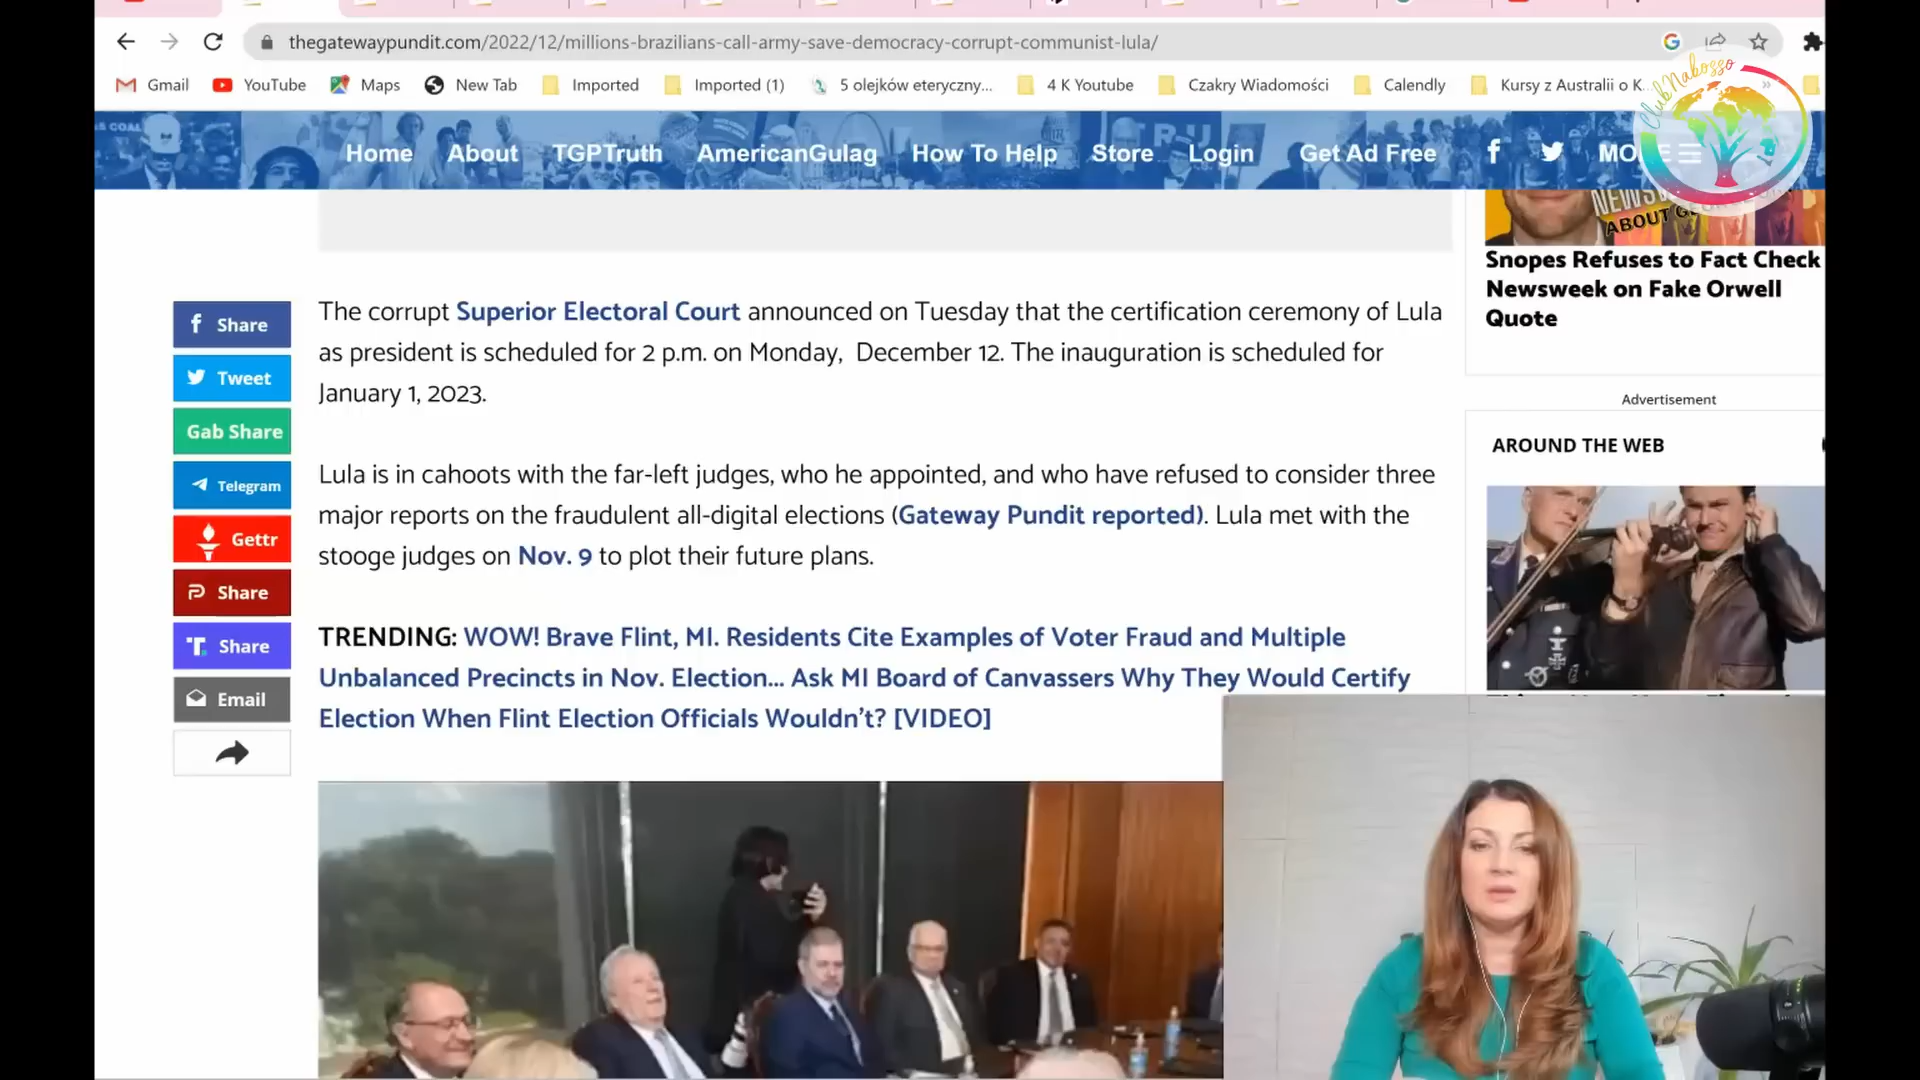 thegatewaypundit.com/2022/12/millions-brazilians-call-army-save-democracy-corrupt-communist-lula/
Gmail YouTube Maps New Tab Imported Imported (1) 5 olejków eteryczny... 4 K Youtube Czakry Wiadomości Calendly Kursy z Australii o K... »
ClubNabosso
Home About TGPTruth AmericanGulag How To Help Store Login Get Ad Free
ABOUT
Snopes Refuses to Fact Check
Newsweek on Fake Orwell
Quote
Advertisement
AROUND THE WEB
Share
Tweet
Gab Share
Telegram
Gettr
Share
Share
Email
The corrupt Superior Electoral Court announced on Tuesday that the certification ceremony of Lula
as president is scheduled for 2 p.m. on Monday, December 12. The inauguration is scheduled for
January 1, 2023.
Lula is in cahoots with the far-left judges, who he appointed, and who have refused to consider three
major reports on the fraudulent all-digital elections (Gateway Pundit reported). Lula met with the
stooge judges on Nov. 9 to plot their future plans.
TRENDING: WOW! Brave Flint, MI. Residents Cite Examples of Voter Fraud and Multiple
Unbalanced Precincts in Nov. Election... Ask MI Board of Canvassers Why They Would Certify
Election When Flint Election Officials Wouldn't? [VIDEO]